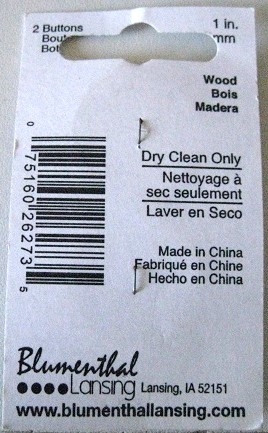 2 Buttons
1 in.
mm
Wood
Bois
Madera
Dry Clean Only
Nettoyage à
sec seulement
Laver en Seco
Made in China
Fabriqué en Chine
Hecho en China
0 75160 26273 5
Blumenthal
Lansing Lansing, IA 52151
www.blumenthallansing.com